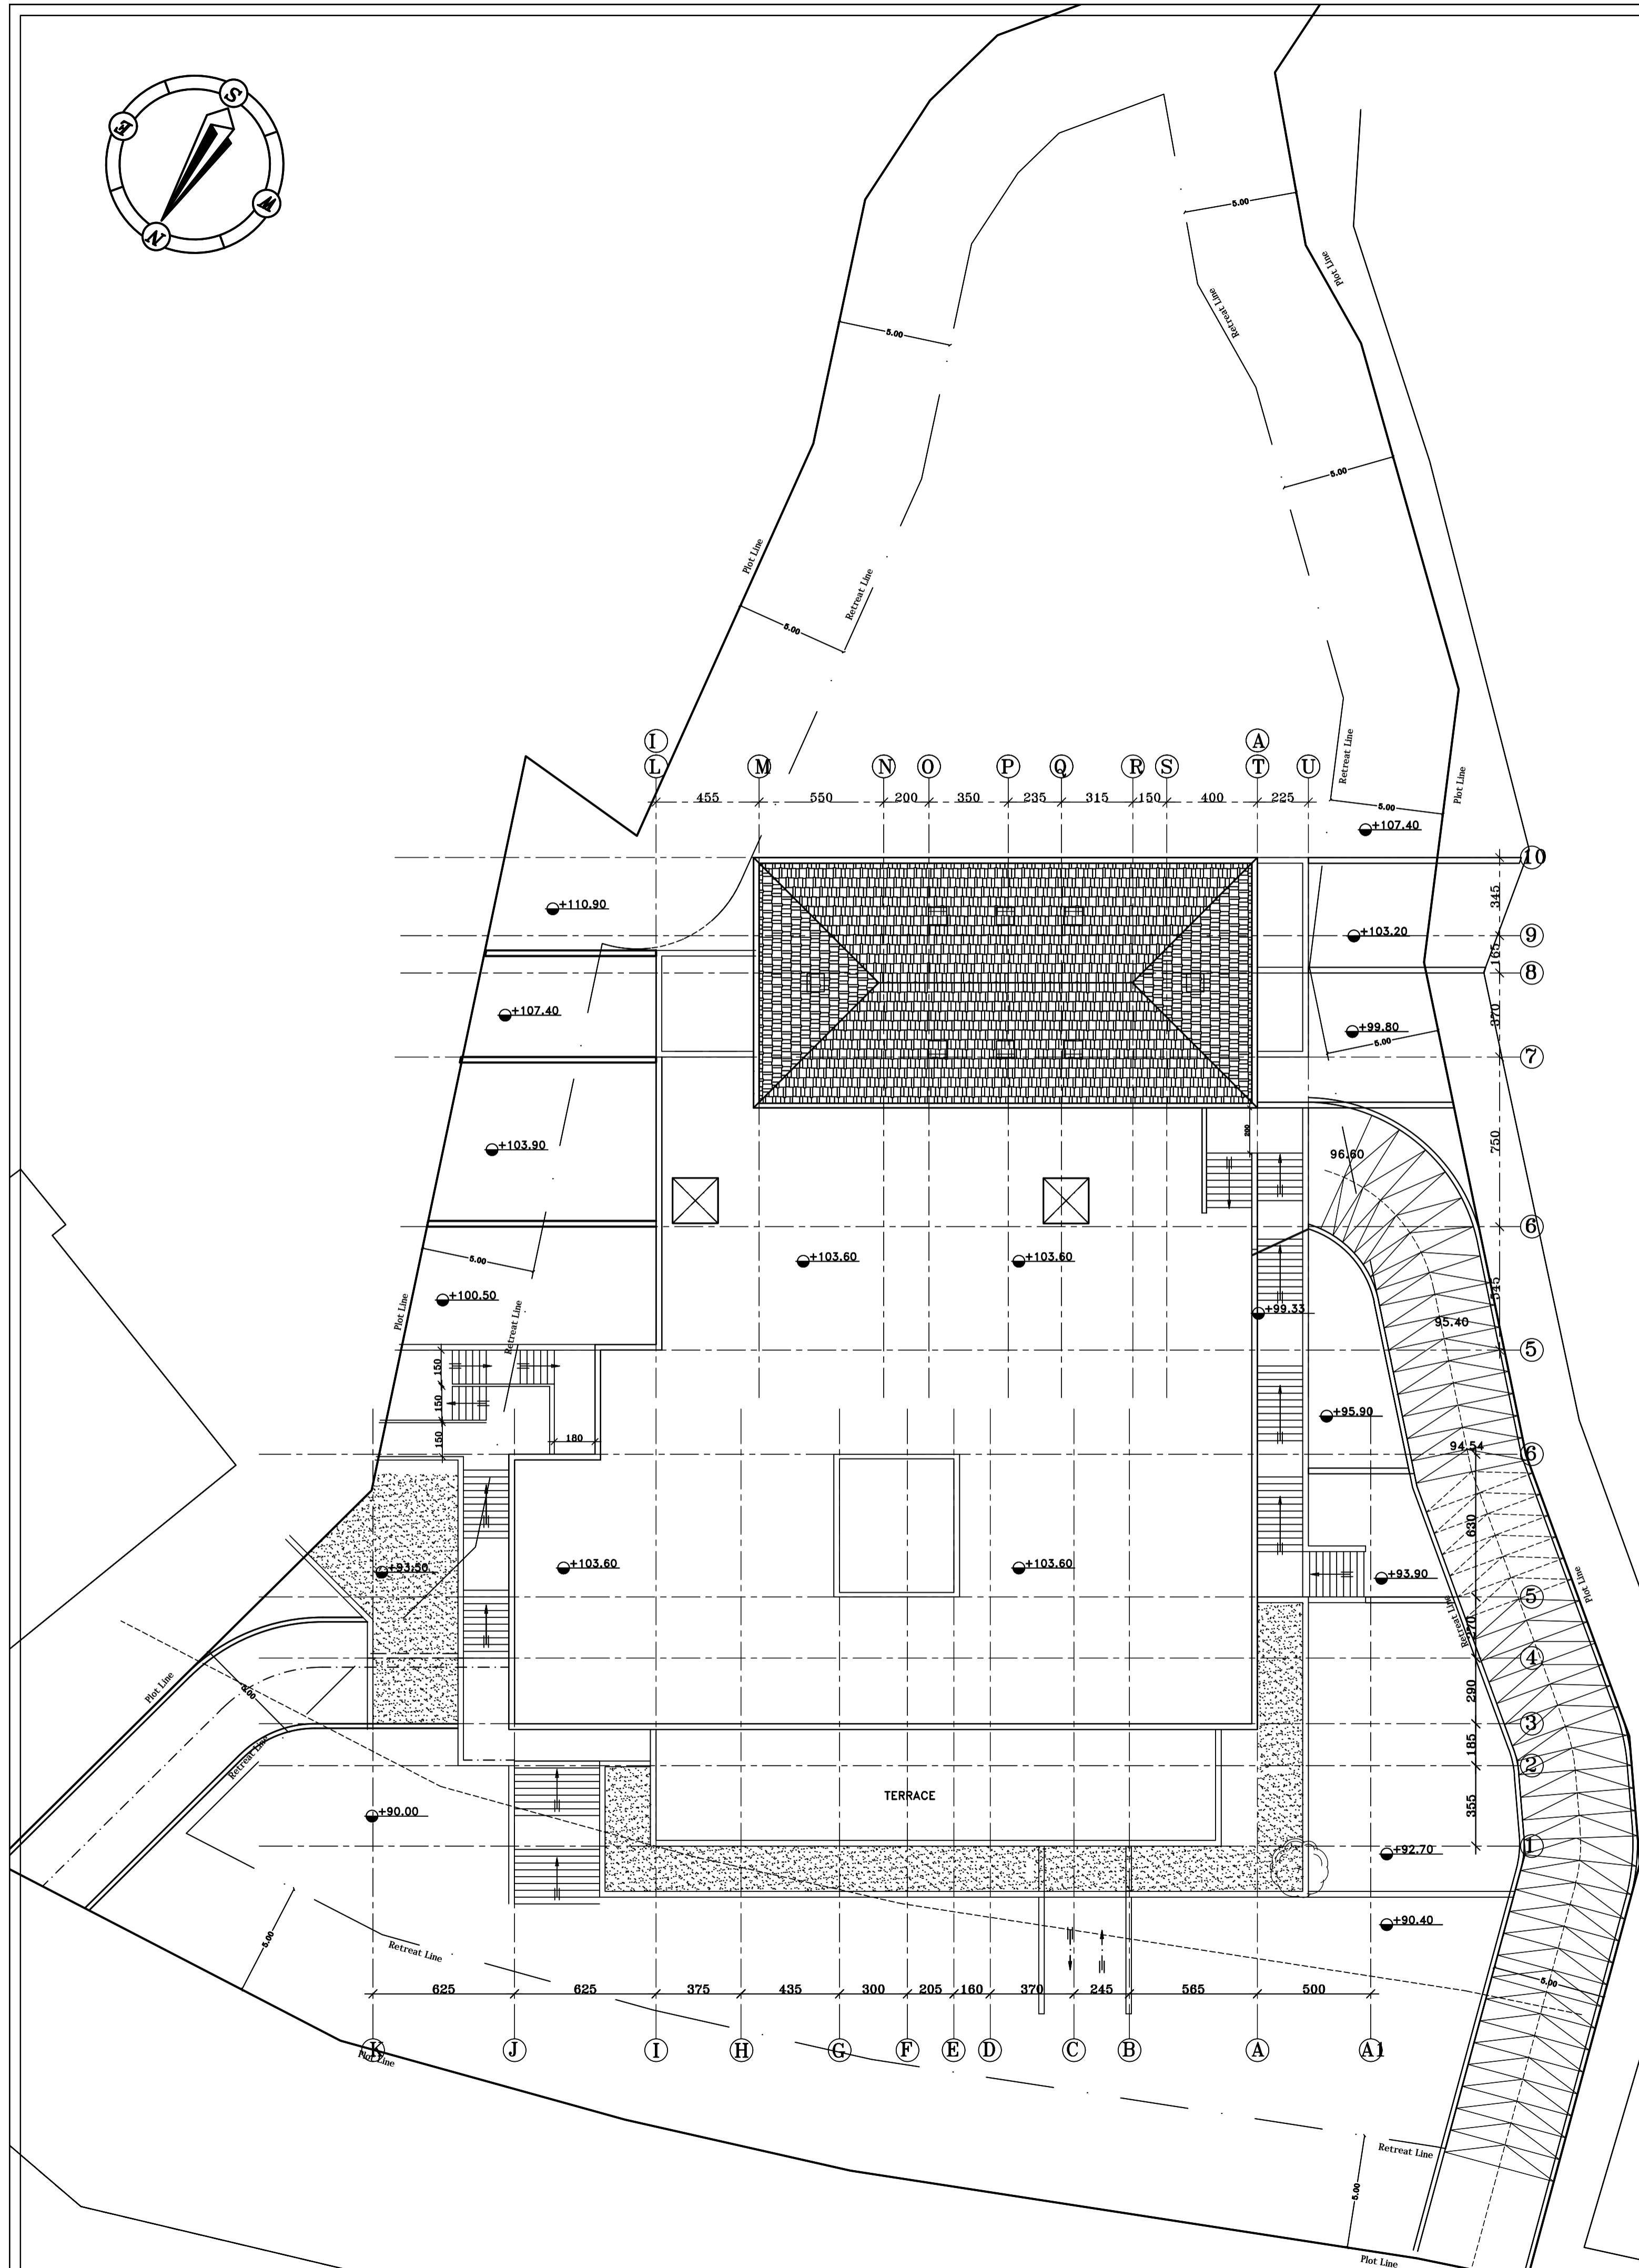 S
E
W
N
5.00
Plot Line
Retreat Line
5.00
5.00
Plot Line
Retreat Line
5.00
I
A
L
M
N
O
P
Q
R
S
T
U
455
550
200
350
235
315
150
400
225
Retreat Line
Plot Line
5.00
+107.40
10
345
+110.90
+103.20
9
165
8
+107.40
+99.80
370
5.00
7
200
+103.90
96.60
750
6
5.00
+103.60
+103.60
+100.50
Plot Line
Retreat Line
+99.33
545
95.40
5
150
150
150
180
+95.90
94.54
6
630
+93.50
+103.60
+103.60
+93.90
Plot Line
5
Retreat Line
270
4
Plot Line
6.00
290
3
Retreat Line
185
2
TERRACE
355
+90.00
1
+92.70
+90.40
5.00
Retreat Line
5.00
625
625
375
435
300
205
160
370
245
565
500
K
J
I
H
G
F
E
D
C
B
A
A1
Plot Line
Retreat Line
5.00
Plot Line